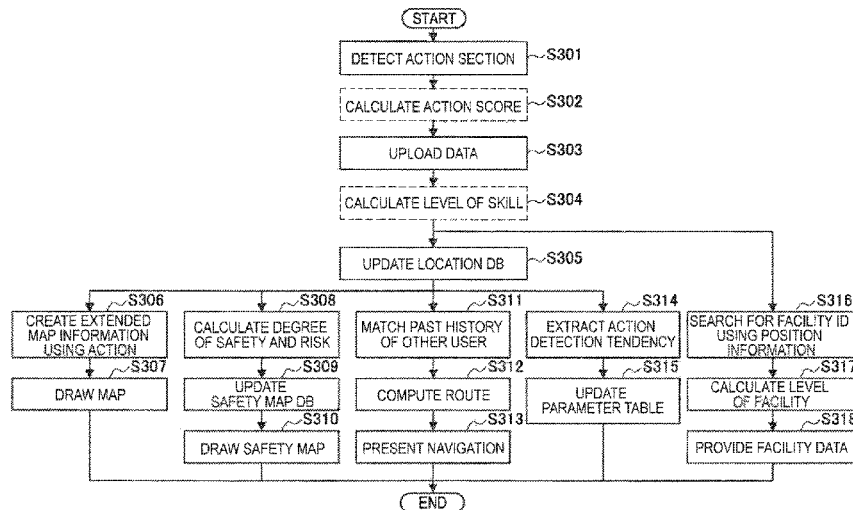 START
DETECT ACTION SECTION
S301
CALCULATE ACTION SCORE
S302
UPLOAD DATA
S303
CALCULATE LEVEL OF SKILL
S304
UPDATE LOCATION DB
S305
S306
CREATE EXTENDED
MAP INFORMATION
USING ACTION
S307
DRAW MAP
S308
CALCULATE DEGREE
OF SAFETY AND RISK
S309
UPDATE
SAFETY MAP DB
S310
DRAW SAFETY MAP
S311
MATCH PAST HISTORY
OF OTHER USER
S312
COMPUTE ROUTE
S313
PRESENT NAVIGATION
S314
EXTRACT ACTION
DETECTION TENDENCY
S315
UPDATE
PARAMETER TABLE
S316
SEARCH FOR FACILITY ID
USING POSITION
INFORMATION
S317
CALCULATE LEVEL
OF FACILITY
S318
PROVIDE FACILITY DATA
END